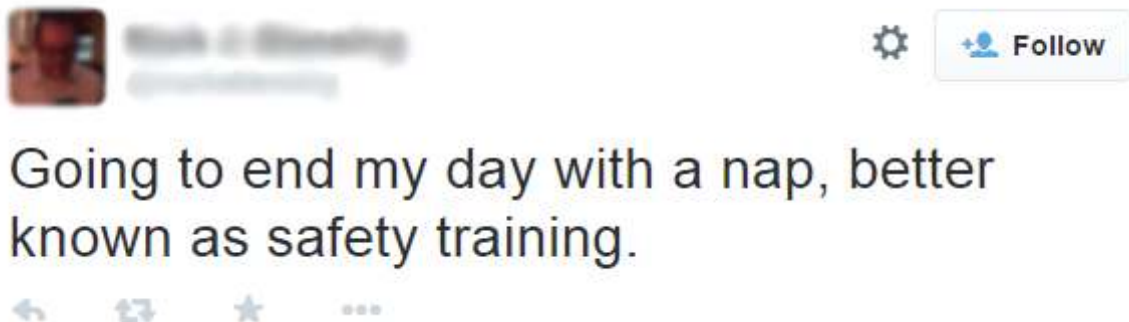 Follow
Going to end my day with a nap, better
known as safety training.